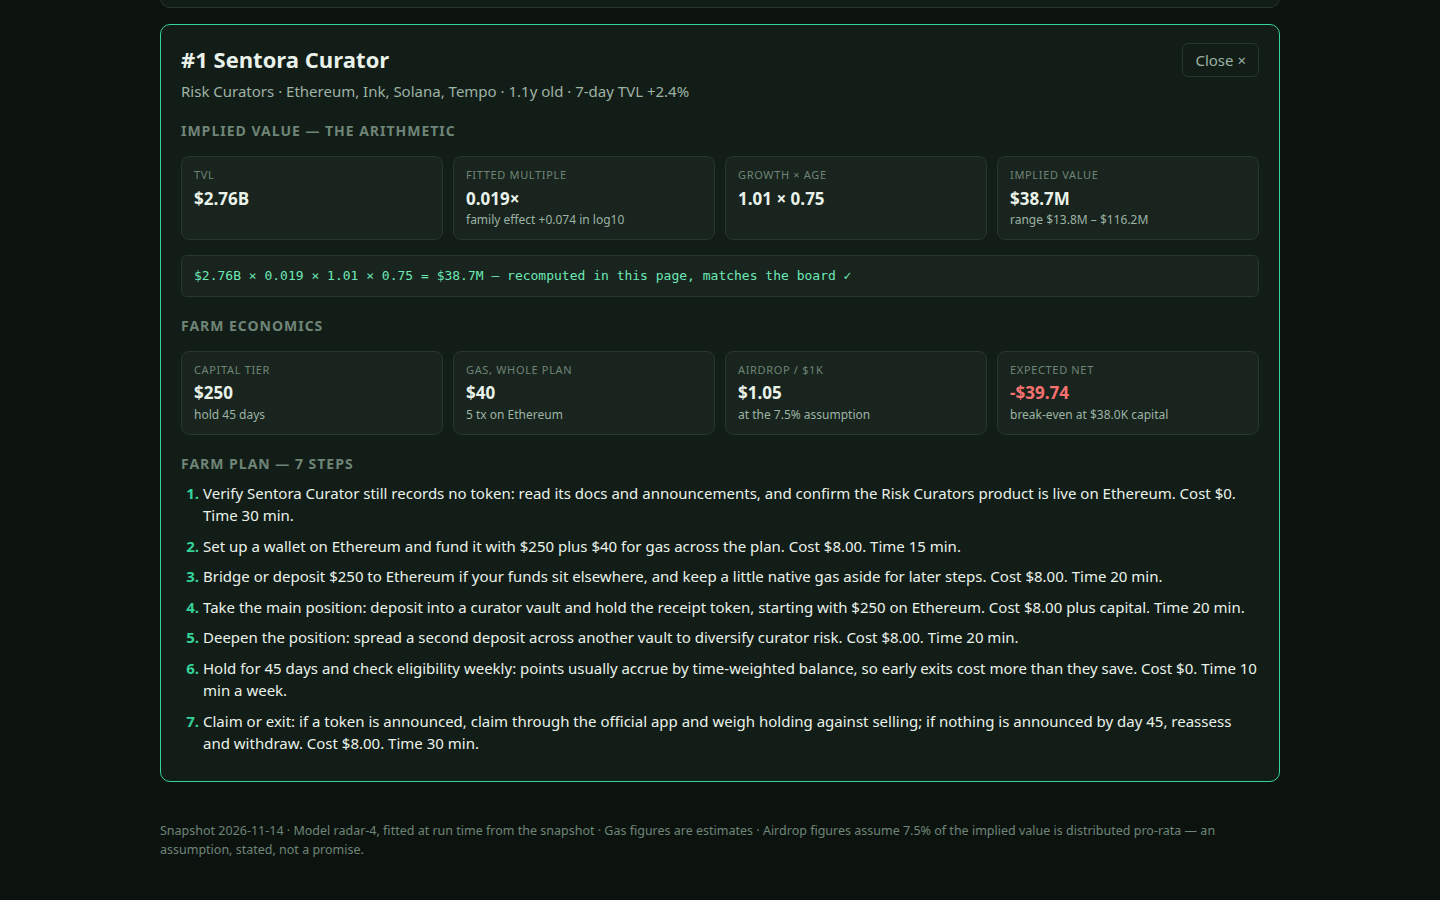 #1 Sentora Curator
Close ×
Risk Curators · Ethereum, Ink, Solana, Tempo · 1.1y old · 7-day TVL +2.4%
IMPLIED VALUE — THE ARITHMETIC
TVL
$2.76B
FITTED MULTIPLE
0.019×
family effect +0.074 in log10
GROWTH × AGE
1.01 × 0.75
IMPLIED VALUE
$38.7M
range $13.8M – $116.2M
$2.76B × 0.019 × 1.01 × 0.75 = $38.7M — recomputed in this page, matches the board ✓
FARM ECONOMICS
CAPITAL TIER
$250
hold 45 days
GAS, WHOLE PLAN
$40
5 tx on Ethereum
AIRDROP / $1K
$1.05
at the 7.5% assumption
EXPECTED NET
-$39.74
break-even at $38.0K capital
FARM PLAN — 7 STEPS
1. Verify Sentora Curator still records no token: read its docs and announcements, and confirm the Risk Curators product is live on Ethereum. Cost $0.
Time 30 min.
2. Set up a wallet on Ethereum and fund it with $250 plus $40 for gas across the plan. Cost $8.00. Time 15 min.
3. Bridge or deposit $250 to Ethereum if your funds sit elsewhere, and keep a little native gas aside for later steps. Cost $8.00. Time 20 min.
4. Take the main position: deposit into a curator vault and hold the receipt token, starting with $250 on Ethereum. Cost $8.00 plus capital. Time 20 min.
5. Deepen the position: spread a second deposit across another vault to diversify curator risk. Cost $8.00. Time 20 min.
6. Hold for 45 days and check eligibility weekly: points usually accrue by time-weighted balance, so early exits cost more than they save. Cost $0. Time 10
min a week.
7. Claim or exit: if a token is announced, claim through the official app and weigh holding against selling; if nothing is announced by day 45, reassess
and withdraw. Cost $8.00. Time 30 min.
Snapshot 2026-11-14 · Model radar-4, fitted at run time from the snapshot · Gas figures are estimates · Airdrop figures assume 7.5% of the implied value is distributed pro-rata — an
assumption, stated, not a promise.